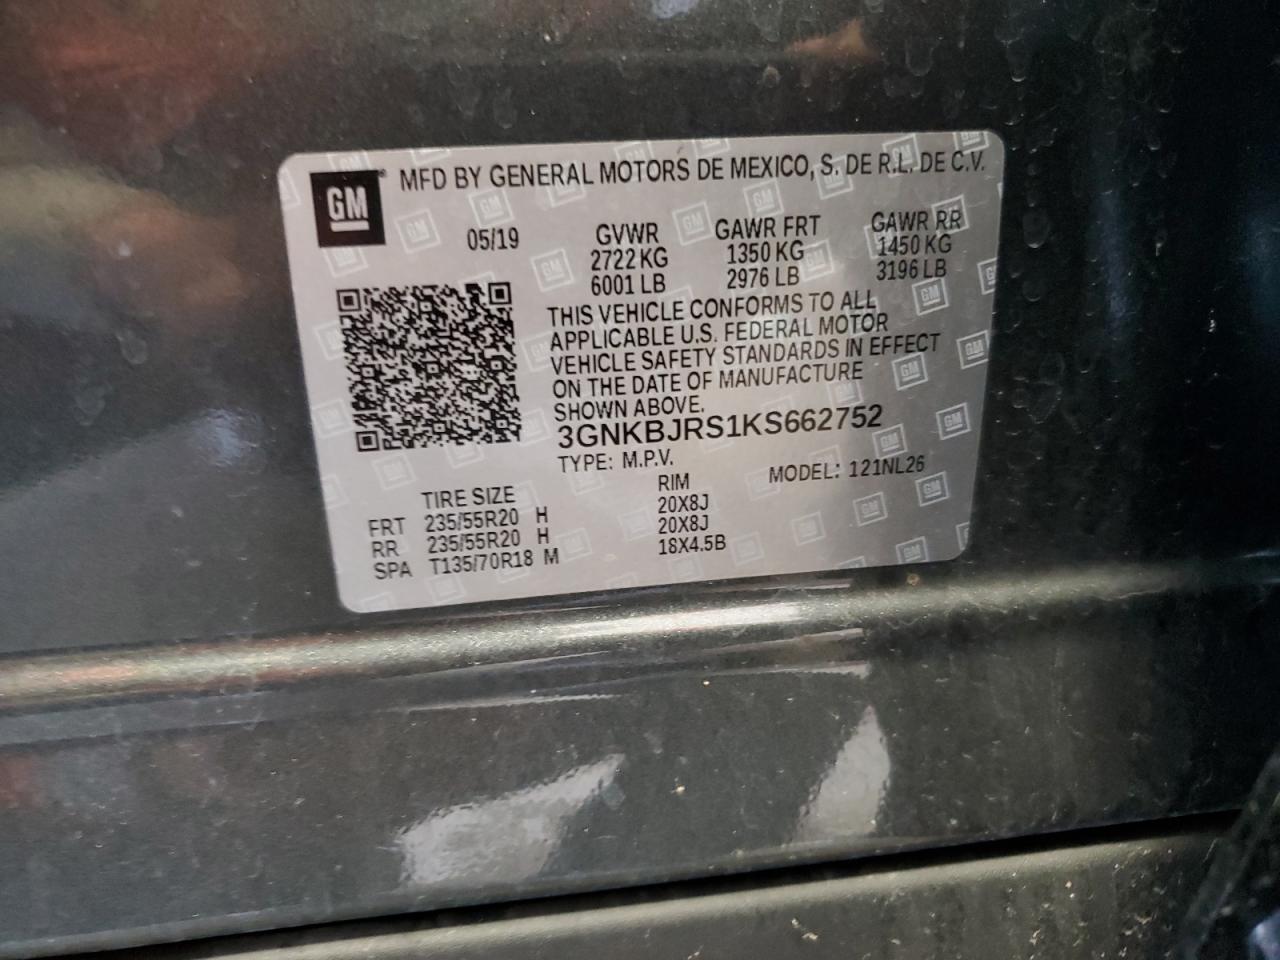 GM
MFD BY GENERAL MOTORS DE MEXICO, S. DE R.L. DE C.V.
05/19
GVWR GAWR FRT GAWR RR
2722 KG 1350 KG 1450 KG
6001 LB 2976 LB 3196 LB
THIS VEHICLE CONFORMS TO ALL
APPLICABLE U.S. FEDERAL MOTOR
VEHICLE SAFETY STANDARDS IN EFFECT
ON THE DATE OF MANUFACTURE
SHOWN ABOVE.
3GNKBJRS1KS662752
TYPE: M.P.V. MODEL: 121NL26
TIRE SIZE RIM
FRT 235/55R20 H 20X8J
RR 235/55R20 H 20X8J
SPA T135/70R18 M 18X4.5B